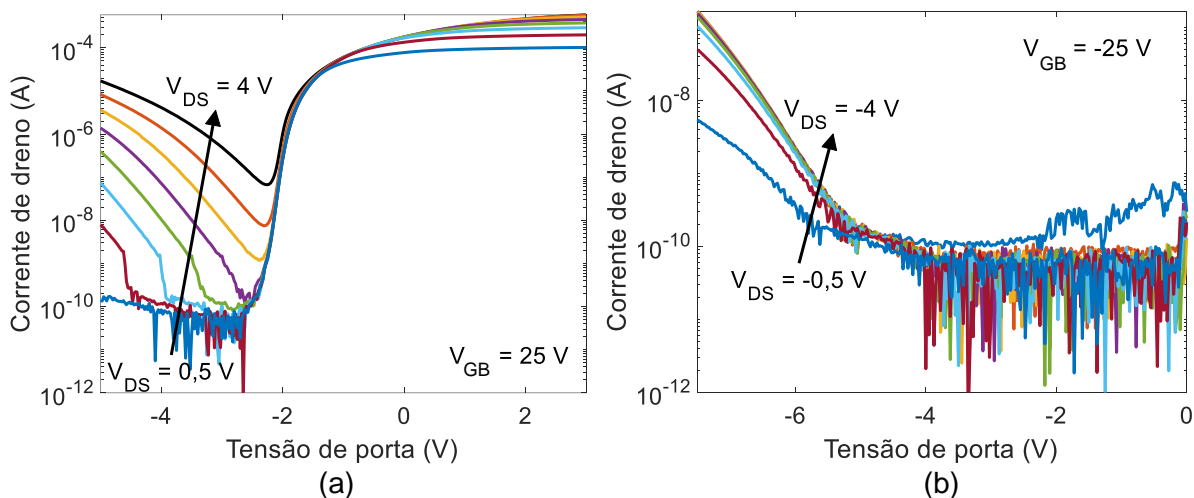 Corrente de dreno (A)
10⁻⁴
10⁻⁶
10⁻⁸
10⁻¹⁰
10⁻¹²
V_DS = 4 V
V_DS = 0,5 V
V_GB = 25 V
-4
-2
0
2
Tensão de porta (V)
(a)
Corrente de dreno (A)
10⁻⁸
10⁻¹⁰
10⁻¹²
V_GB = -25 V
V_DS = -4 V
V_DS = -0,5 V
-6
-4
-2
0
Tensão de porta (V)
(b)